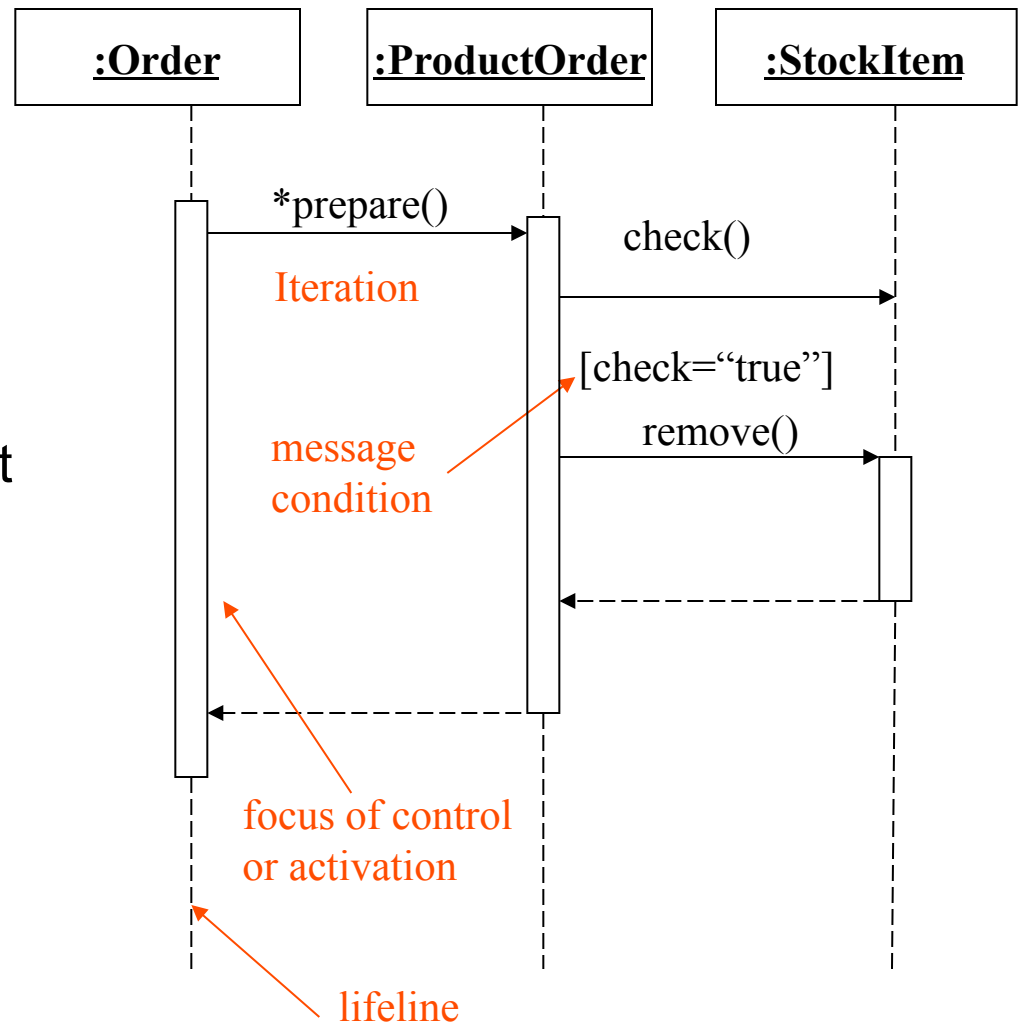 :Order
:ProductOrder
:StockItem
*prepare()
check()
Iteration
[check=“true”]
remove()
message
condition
t
focus of control
or activation
lifeline